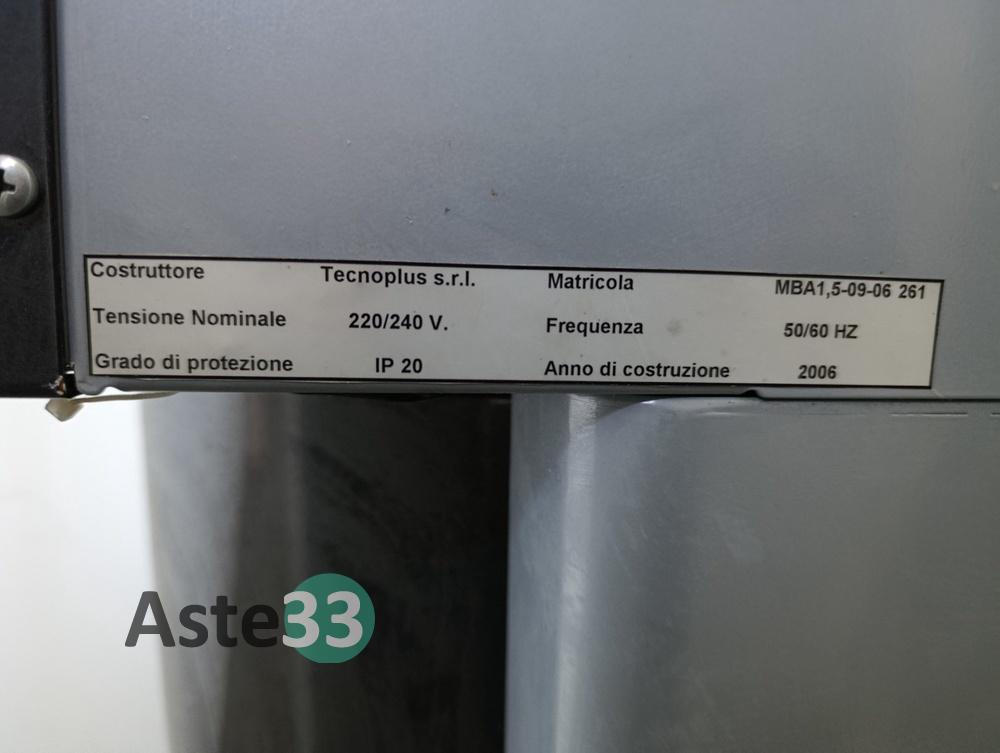 Costruttore Tecnoplus s.r.l. Matricola MBA1,5-09-06 261
Tensione Nominale 220/240 V. Frequenza 50/60 HZ
Grado di protezione IP 20 Anno di costruzione 2006
Aste33